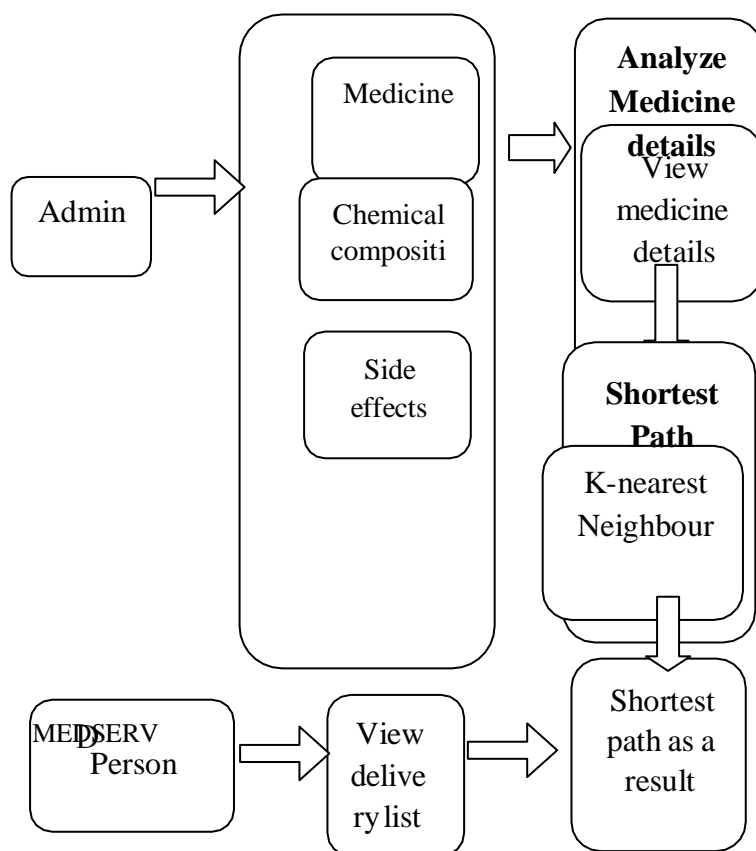 Admin
Medicine
Chemical
compositi
Side
effects
Analyze
Medicine
details
View
medicine
details
Shortest
Path
K-nearest
Neighbour
Person
View
delive
ry list
Shortest
path as a
result